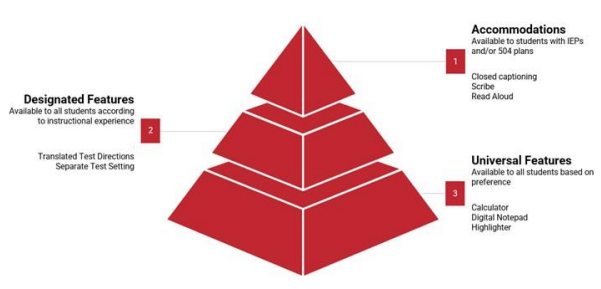 Accommodations
Available to students with IEPs
and/or 504 plans
1
Closed captioning
Scribe
Read Aloud
Designated Features
Available to all students according
to instructional experience
2
Translated Test Directions
Separate Test Setting
Universal Features
Available to all students based on
preference
3
Calculator
Digital Notepad
Highlighter